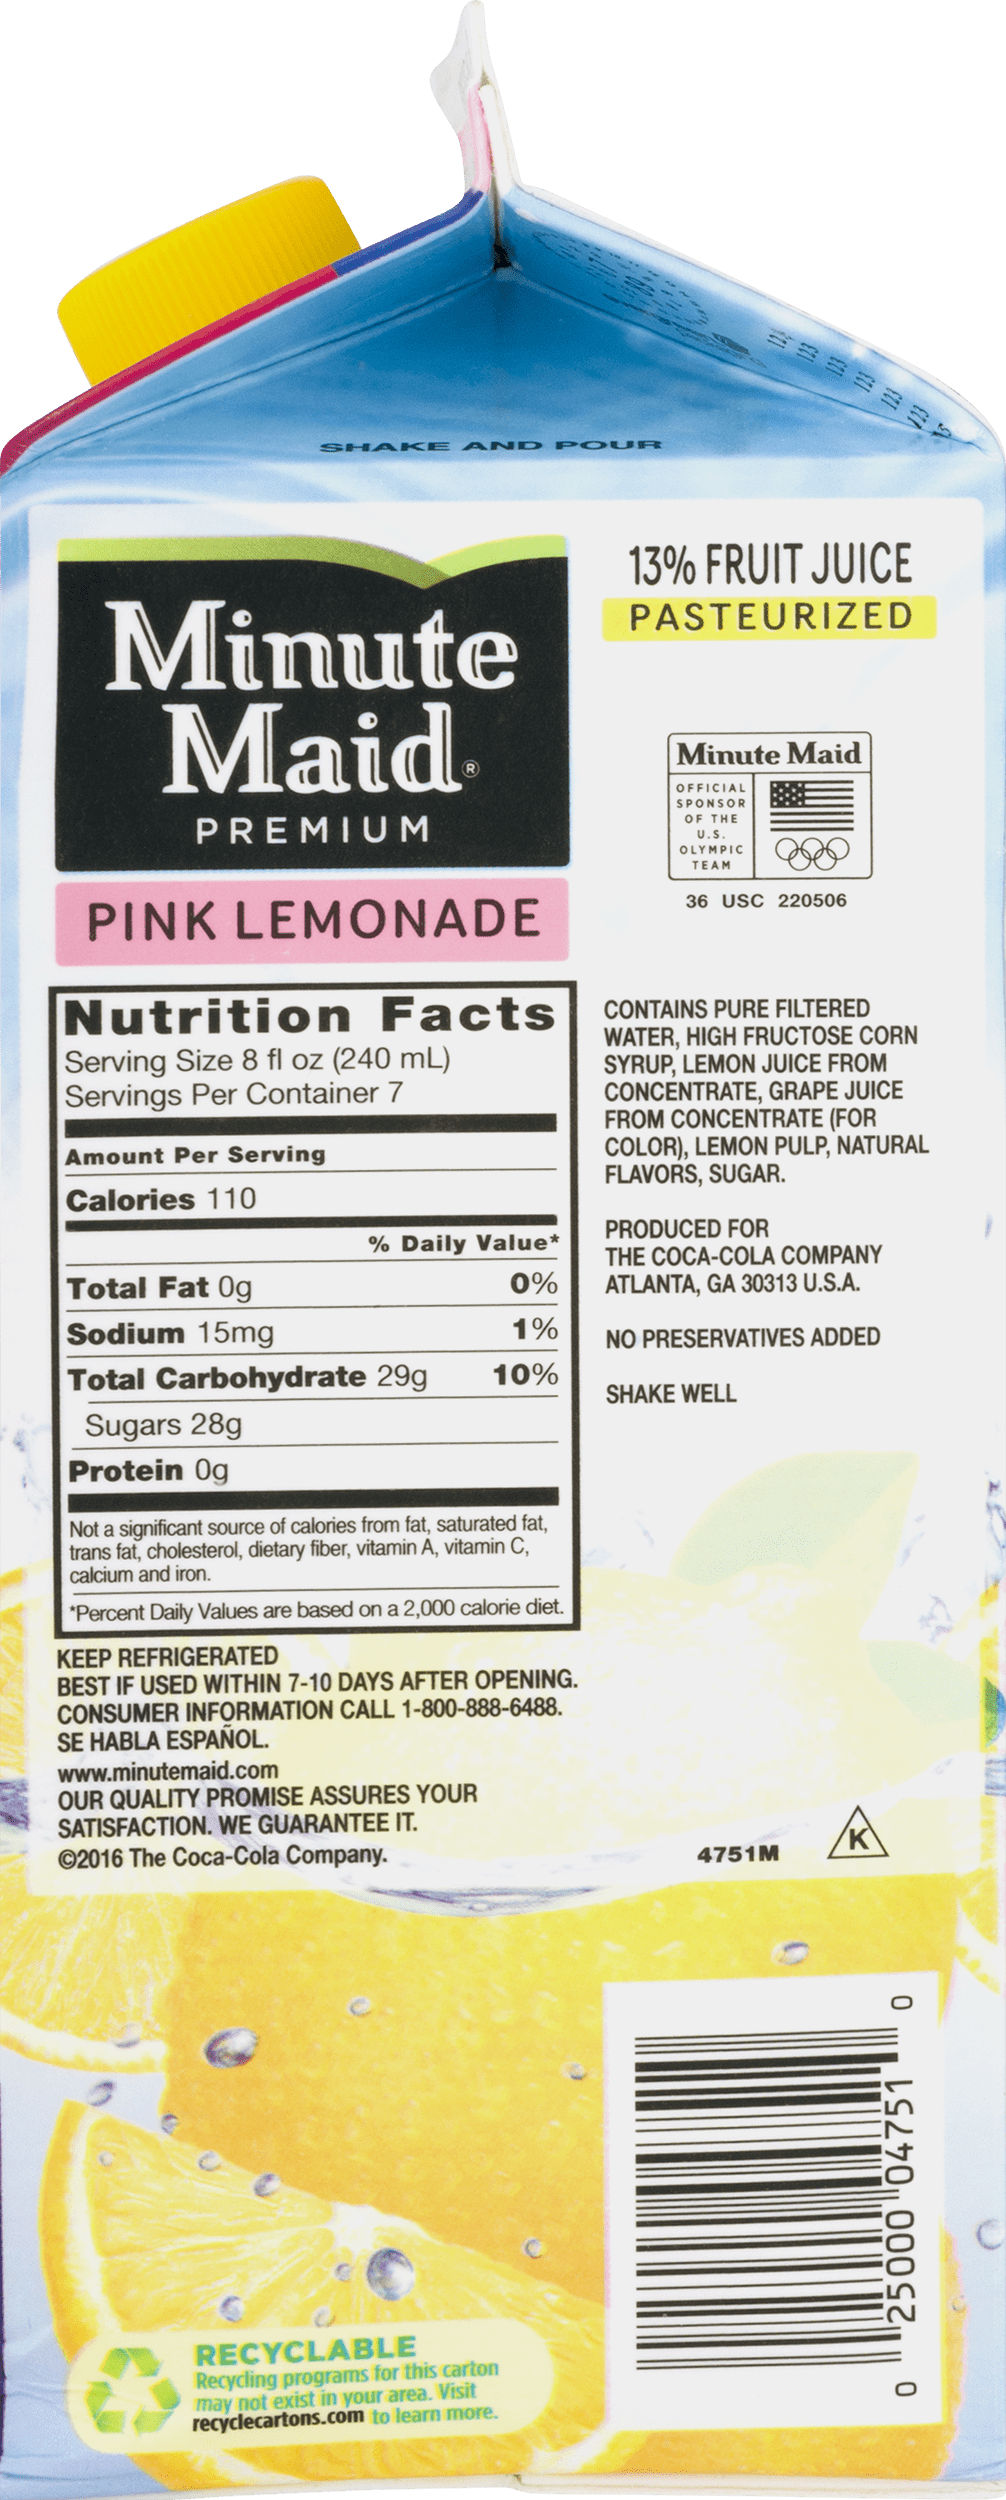 SHAKE AND POUR
Minute
Maid®
PREMIUM
PINK LEMONADE
13% FRUIT JUICE
PASTEURIZED
Minute Maid
OFFICIAL
SPONSOR
OF THE
U.S.
OLYMPIC
TEAM
36 USC 220506
Nutrition Facts
Serving Size 8 fl oz (240 mL)
Servings Per Container 7
Amount Per Serving
Calories 110
% Daily Value*
Total Fat 0g 0%
Sodium 15mg 1%
Total Carbohydrate 29g 10%
Sugars 28g
Protein 0g
Not a significant source of calories from fat, saturated fat,
trans fat, cholesterol, dietary fiber, vitamin A, vitamin C,
calcium and iron.
*Percent Daily Values are based on a 2,000 calorie diet.
CONTAINS PURE FILTERED
WATER, HIGH FRUCTOSE CORN
SYRUP, LEMON JUICE FROM
CONCENTRATE, GRAPE JUICE
FROM CONCENTRATE (FOR
COLOR), LEMON PULP, NATURAL
FLAVORS, SUGAR.
PRODUCED FOR
THE COCA-COLA COMPANY
ATLANTA, GA 30313 U.S.A.
NO PRESERVATIVES ADDED
SHAKE WELL
KEEP REFRIGERATED
BEST IF USED WITHIN 7-10 DAYS AFTER OPENING.
CONSUMER INFORMATION CALL 1-800-888-6488.
SE HABLA ESPAÑOL.
www.minutemaid.com
OUR QUALITY PROMISE ASSURES YOUR
SATISFACTION. WE GUARANTEE IT.
©2016 The Coca-Cola Company.
4751M
K
0 25000 04751 0
RECYCLABLE
Recycling programs for this carton
may not exist in your area. Visit
recyclecartons.com to learn more.